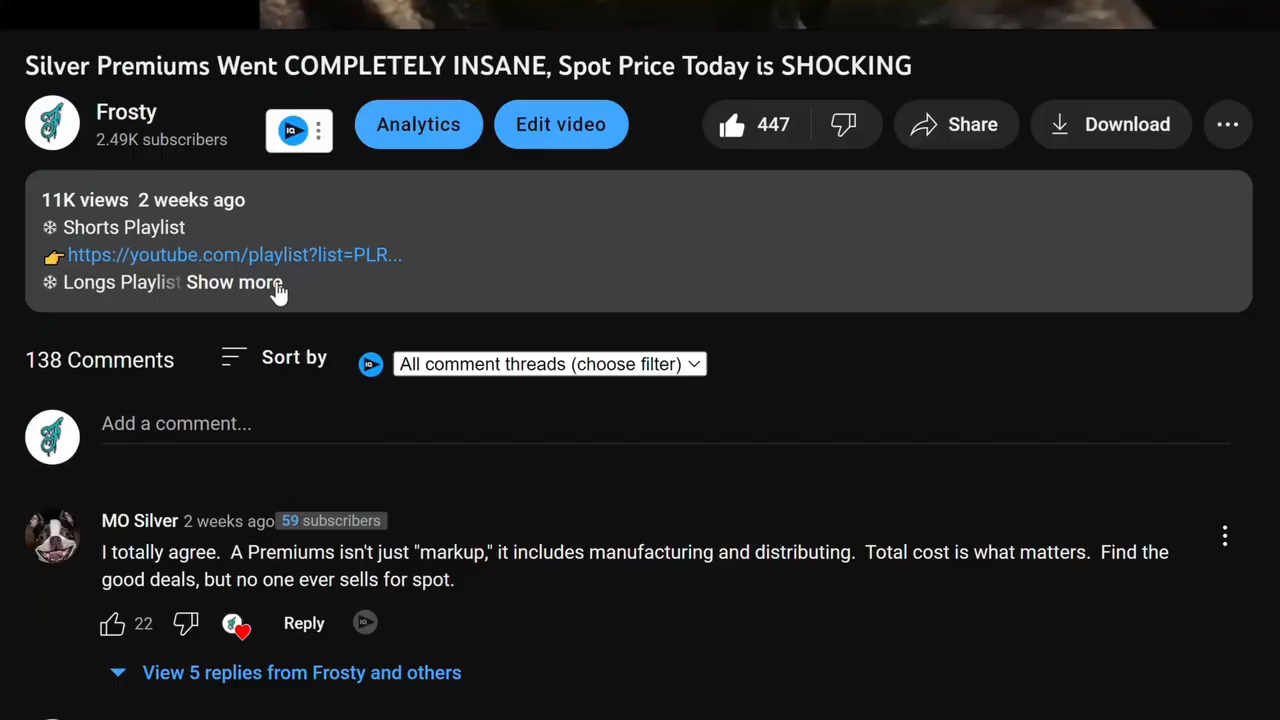 Silver Premiums Went COMPLETELY INSANE, Spot Price Today is SHOCKING
Frosty
2.49K subscribers
IQ
Analytics
Edit video
447
Share
Download
11K views 2 weeks ago
❄ Shorts Playlist
👉https://youtube.com/playlist?list=PLR...
❄ Longs Playlist Show more
138 Comments
Sort by
IQ
All comment threads (choose filter)
Add a comment...
MO Silver 2 weeks ago 59 subscribers
I totally agree.  A Premiums isn't just "markup," it includes manufacturing and distributing.  Total cost is what matters.  Find the
good deals, but no one ever sells for spot.
22
Reply
IQ
View 5 replies from Frosty and others